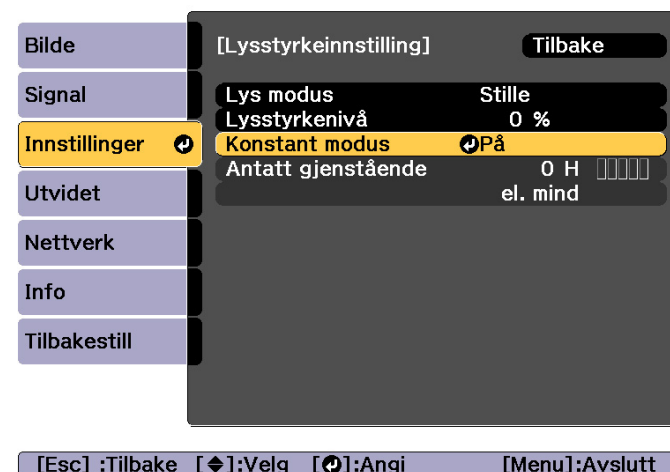 Bilde
Signal
Innstillinger
Utvidet
Nettverk
Info
Tilbakestill
[Lysstyrkeinnstilling] Tilbake
Lys modus Stille
Lysstyrkenivå 0 %
Konstant modus På
Antatt gjenstående 0 H
el. mind
[Esc] :Tilbake [◆]:Velg [⏎]:Angi [Menu]:Avslutt